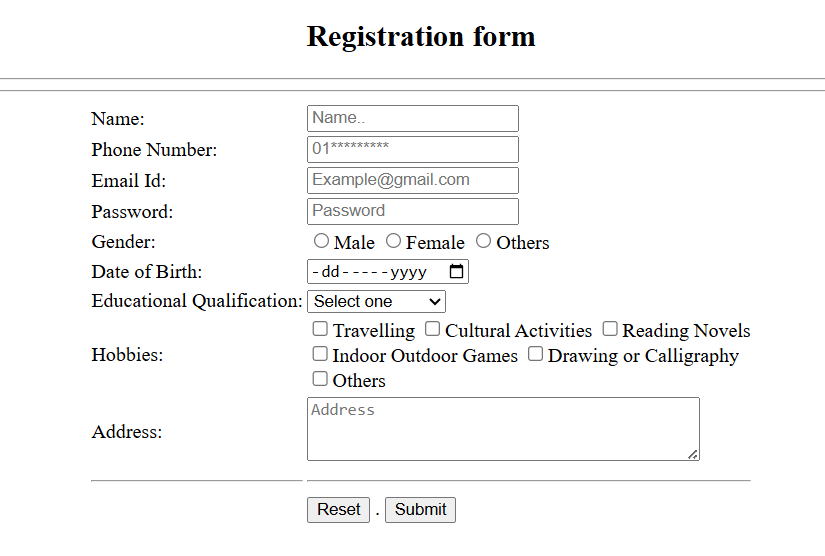 Registration form
Name: Name..
Phone Number: 01*********
Email Id: Example@gmail.com
Password: Password
Gender: Male Female Others
Date of Birth: -dd-----yyyy
Educational Qualification: Select one
Travelling Cultural Activities Reading Novels
Hobbies: Indoor Outdoor Games Drawing or Calligraphy
Others
Address: Address
Reset . Submit